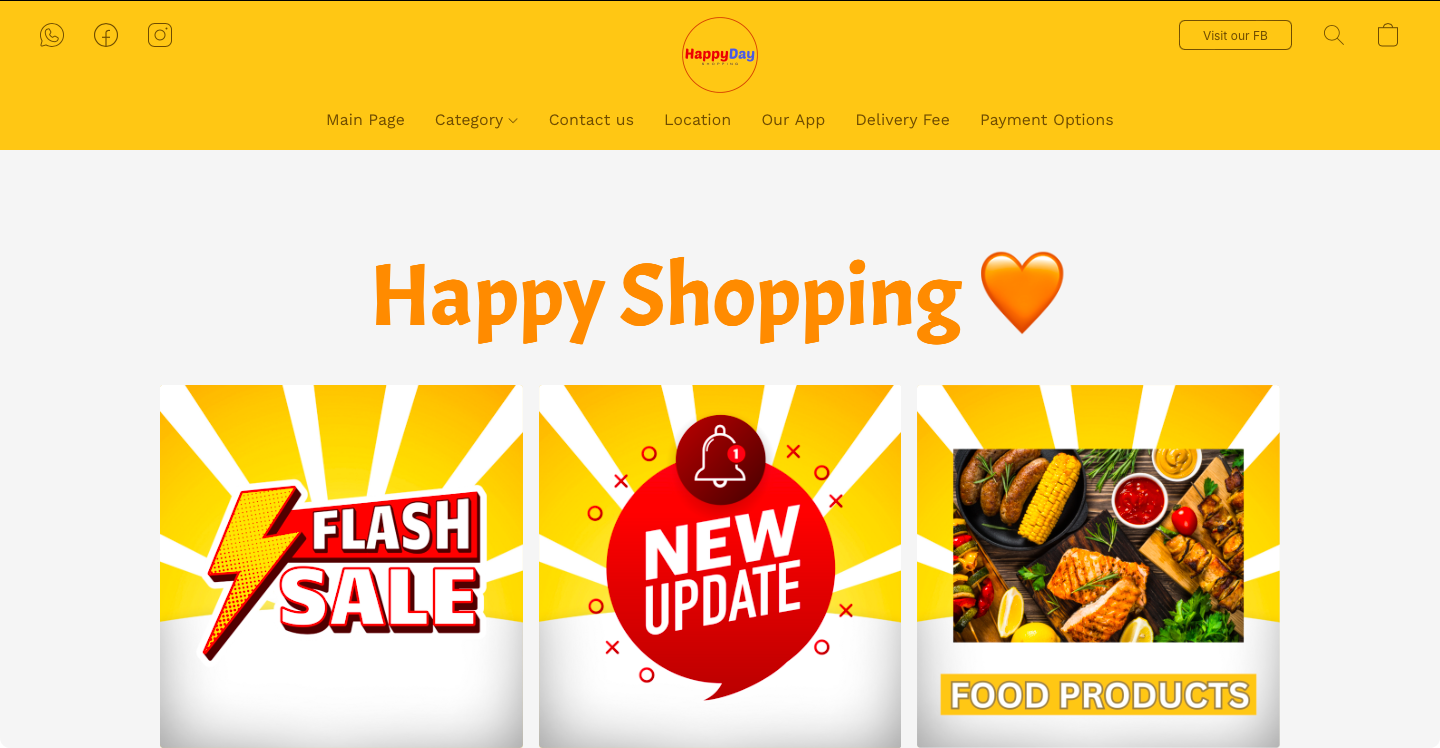 HappyDay
SHOPPING
Visit our FB
Main Page
Category
Contact us
Location
Our App
Delivery Fee
Payment Options
Happy Shopping 🧡
FLASH
SALE
1
NEW
UPDATE
FOOD PRODUCTS